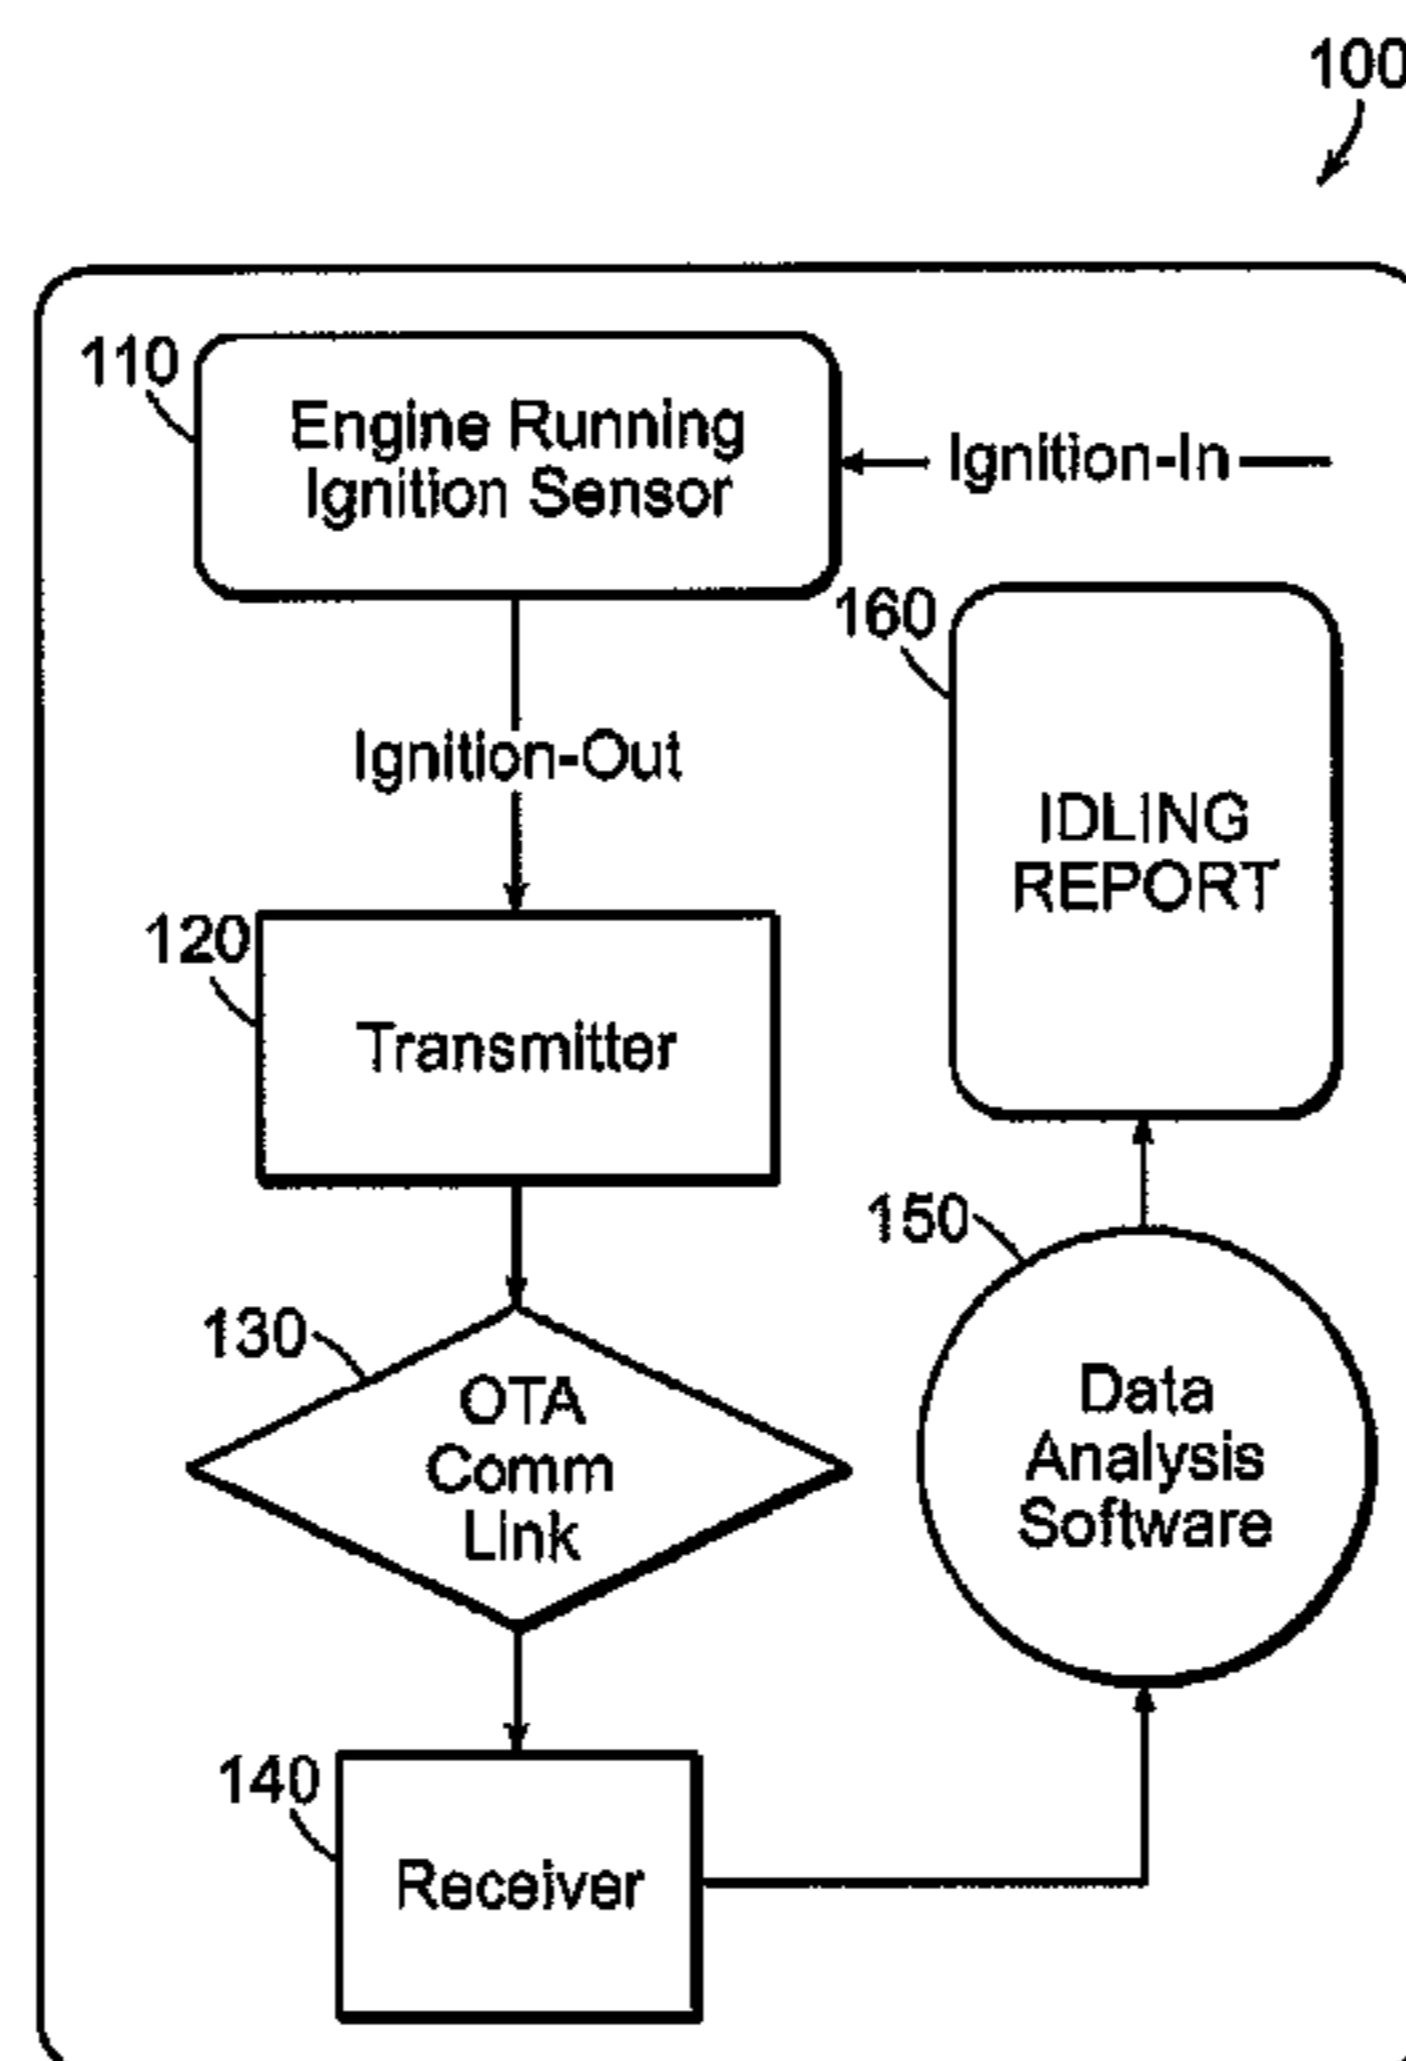 100
110
Engine Running
Ignition Sensor
Ignition-In
Ignition-Out
160
IDLING
REPORT
120
Transmitter
150
Data
Analysis
Software
130
OTA
Comm
Link
140
Receiver